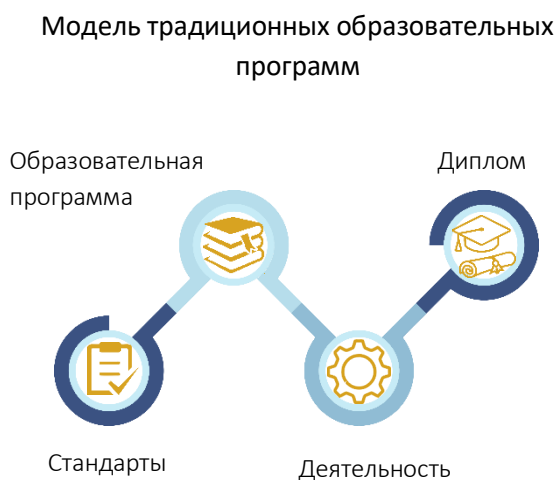 Модель традиционных образовательных
программ
Образовательная
программа
Диплом
Стандарты
Деятельность